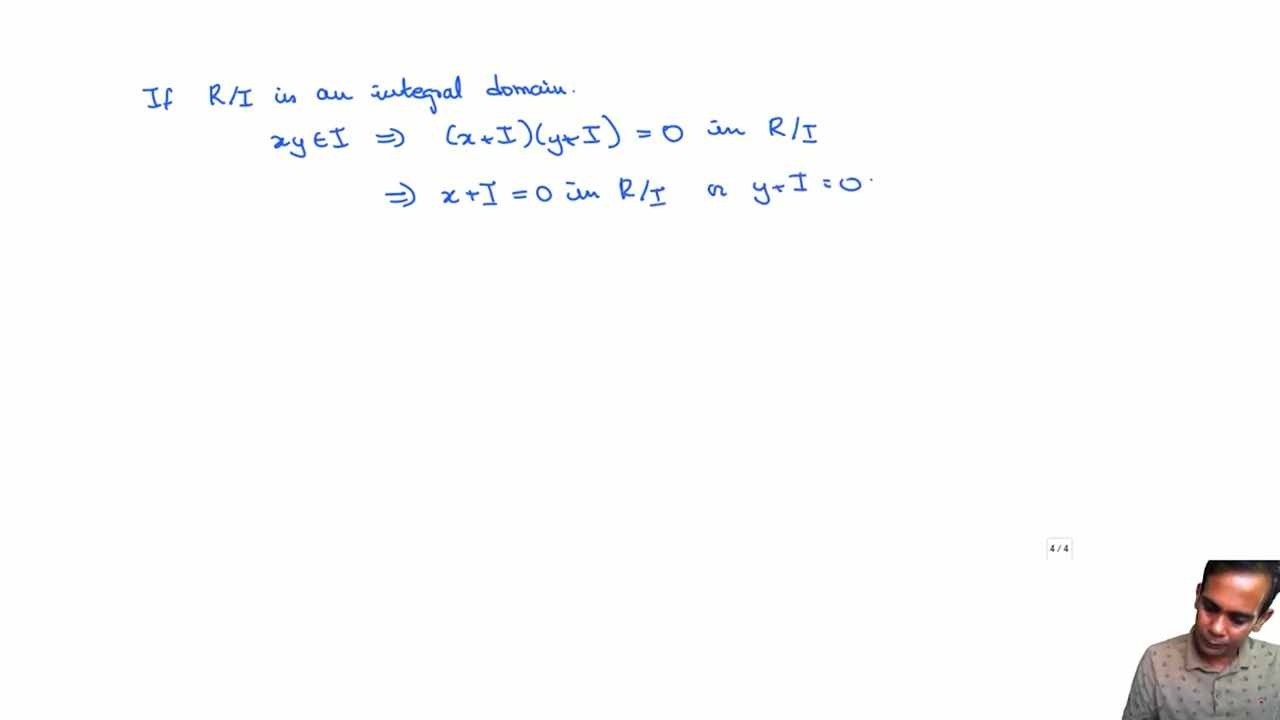 If R/I is an integral domain.
xy ∈ I ⇒ (x+I)(y+I) = 0 in R/I
⇒ x+I = 0 in R/I or y+I = 0.
4/4